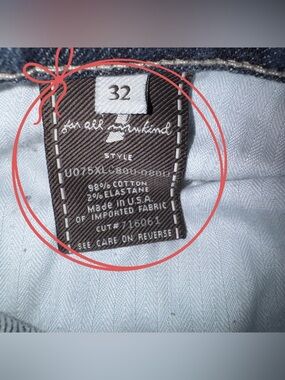 32
for all mankind
STYLE
98% COTTON
2% ELASTANE
Made in U.S.A.
OF IMPORTED FABRIC
CUT# 716061
SEE CARE ON REVERSE